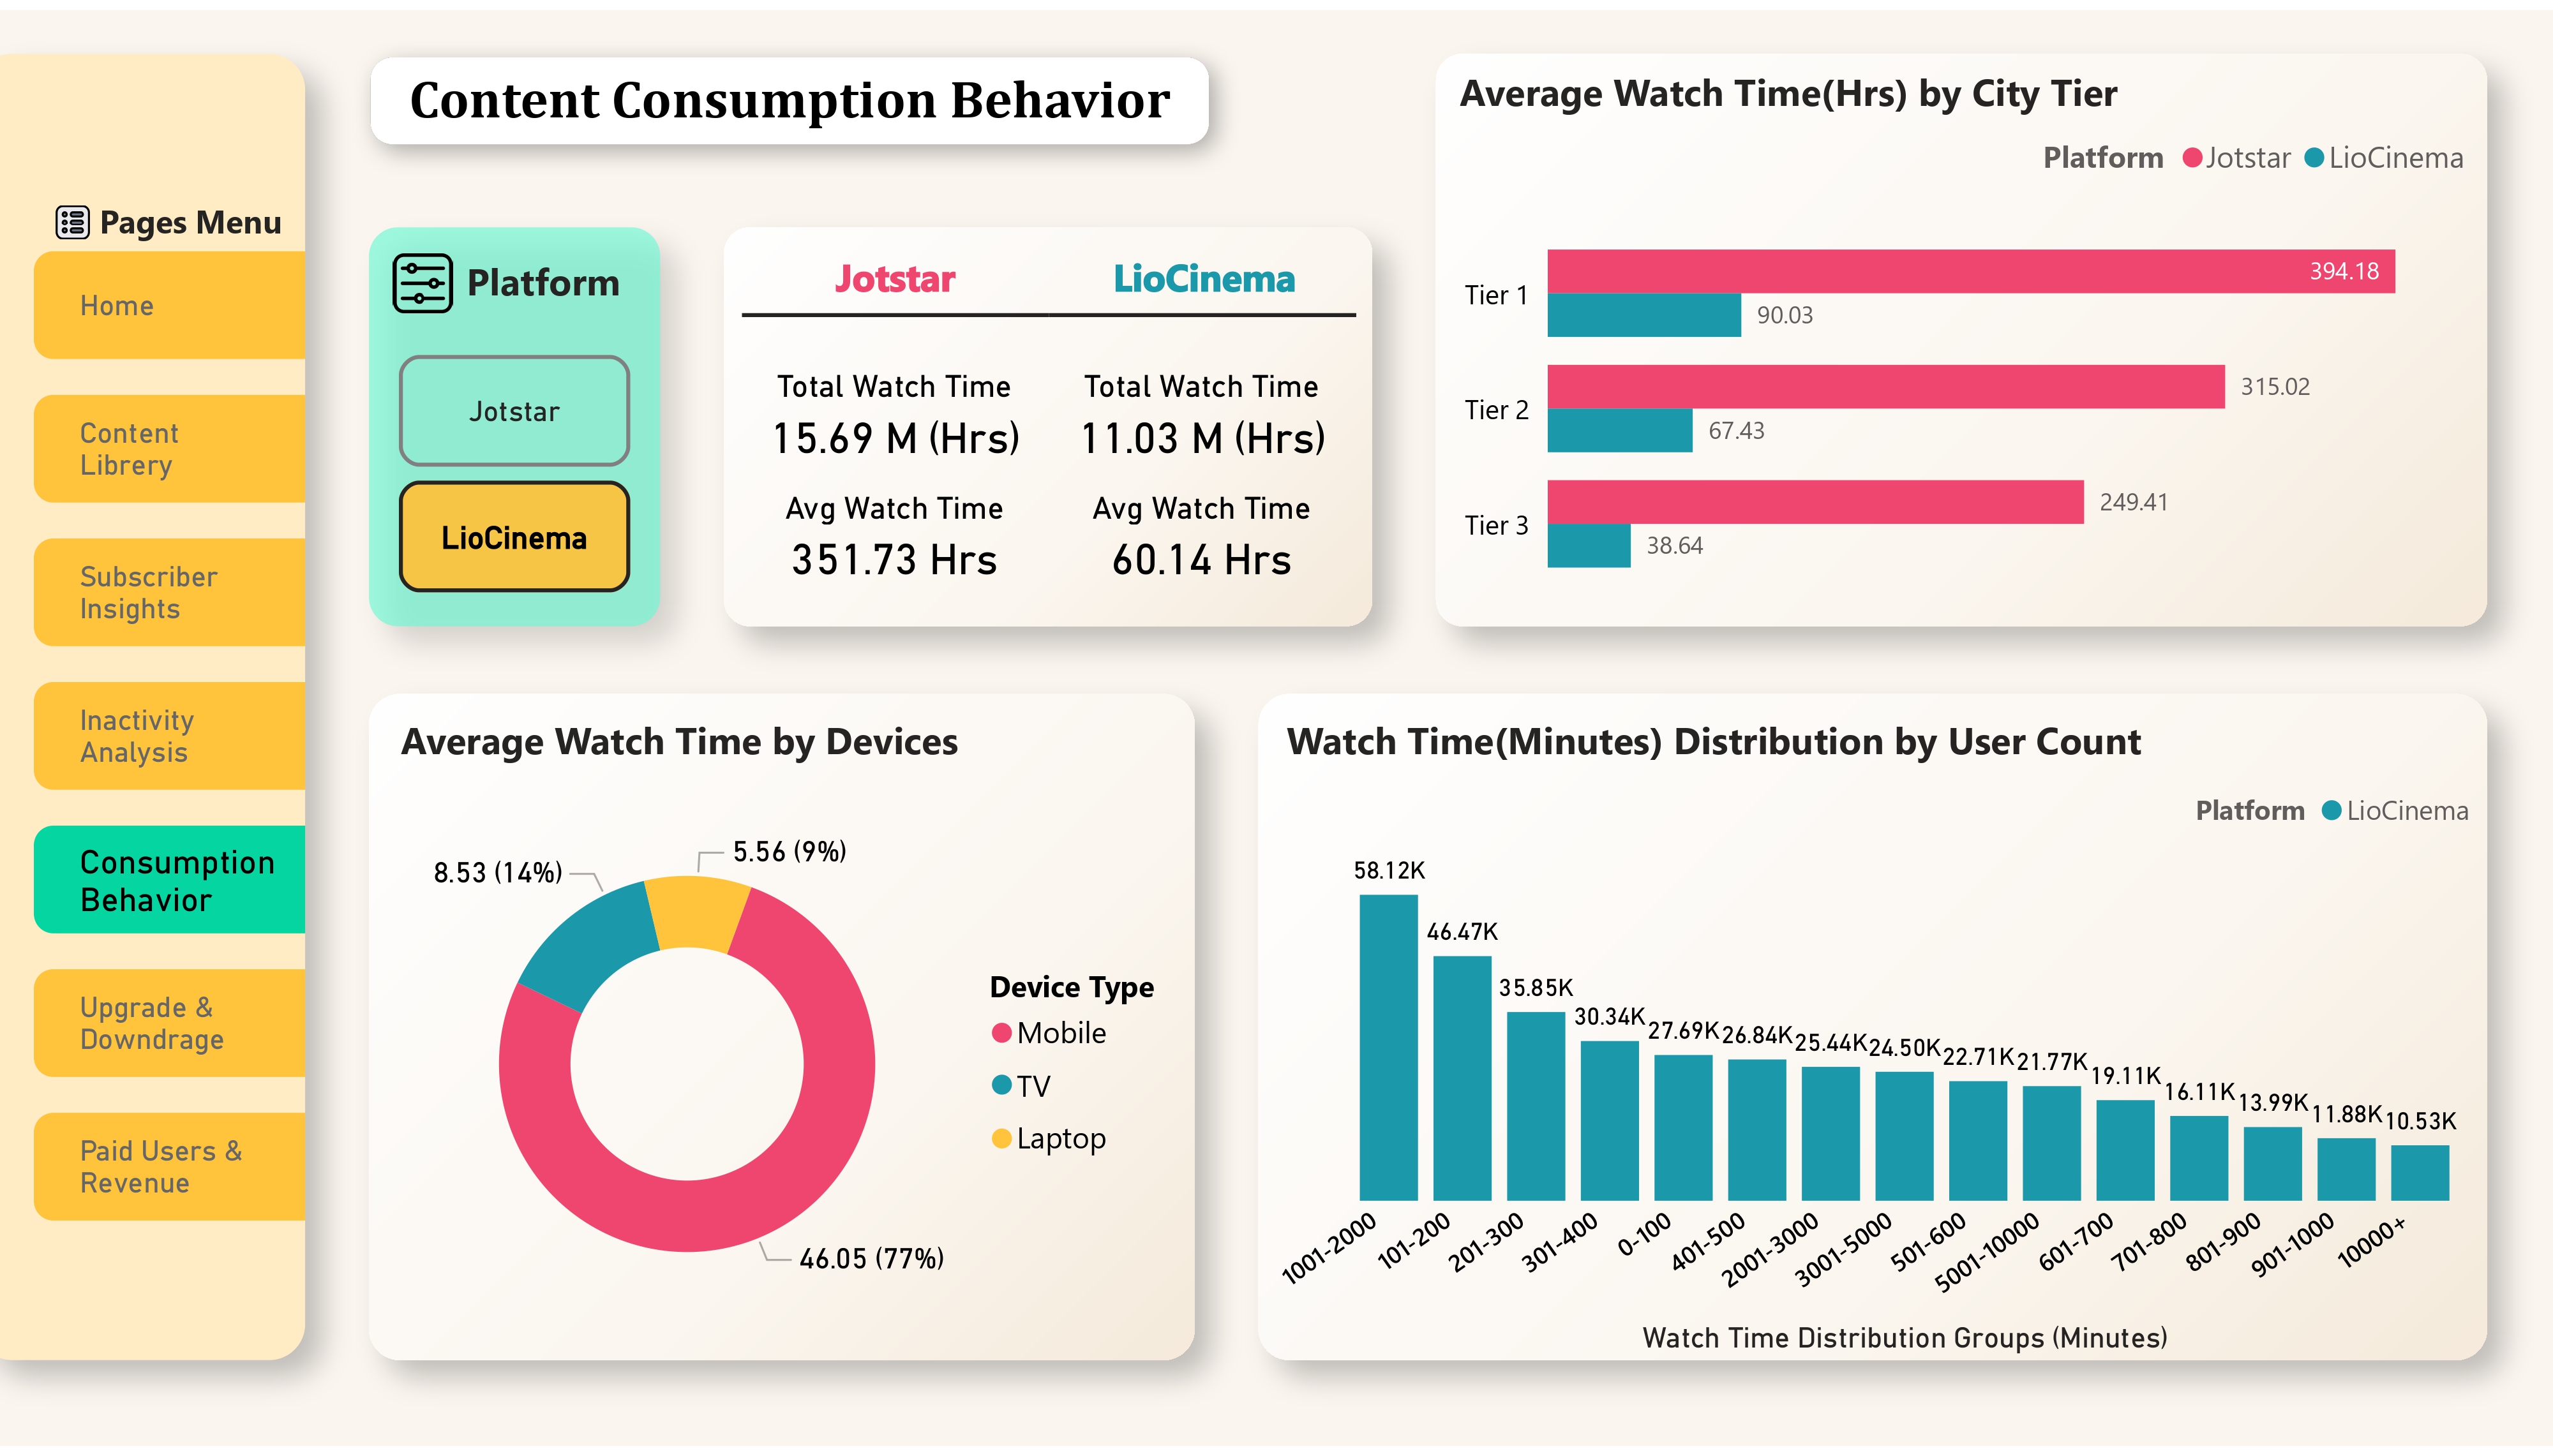 Pages Menu
Home
Content
Librery
Subscriber
Insights
Inactivity
Analysis
Consumption
Behavior
Upgrade &
Downdrage
Paid Users &
Revenue
Content Consumption Behavior
Platform
Jotstar
LioCinema
Jotstar LioCinema
Total Watch Time Total Watch Time
15.69 M (Hrs) 11.03 M (Hrs)
Avg Watch Time Avg Watch Time
351.73 Hrs 60.14 Hrs
Average Watch Time(Hrs) by City Tier
Platform Jotstar LioCinema
394.18
Tier 1
90.03
315.02
Tier 2
67.43
249.41
Tier 3
38.64
Average Watch Time by Devices
5.56 (9%)
8.53 (14%)
46.05 (77%)
Device Type
Mobile
TV
Laptop
Watch Time(Minutes) Distribution by User Count
Platform LioCinema
58.12K 46.47K 35.85K 30.34K 27.69K 26.84K 25.44K 24.50K 22.71K 21.77K 19.11K 16.11K 13.99K 11.88K 10.53K
1001-2000 101-200 201-300 301-400 0-100 401-500 2001-3000 3001-5000 501-600 5001-10000 601-700 701-800 801-900 901-1000 10000+
Watch Time Distribution Groups (Minutes)